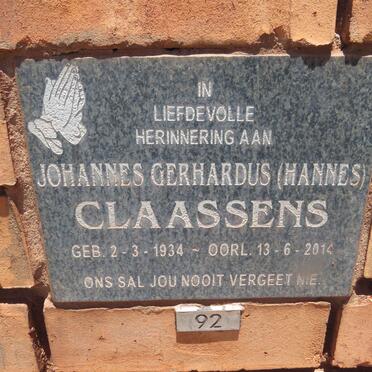 IN
LIEFDEVOLLE
HERINNERING AAN
JOHANNES GERHARDUS (HANNES)
CLAASSENS
GEB. 2 - 3 - 1934 ~ OORL. 13 - 6 - 2014
ONS SAL JOU NOOIT VERGEET NIE.
92